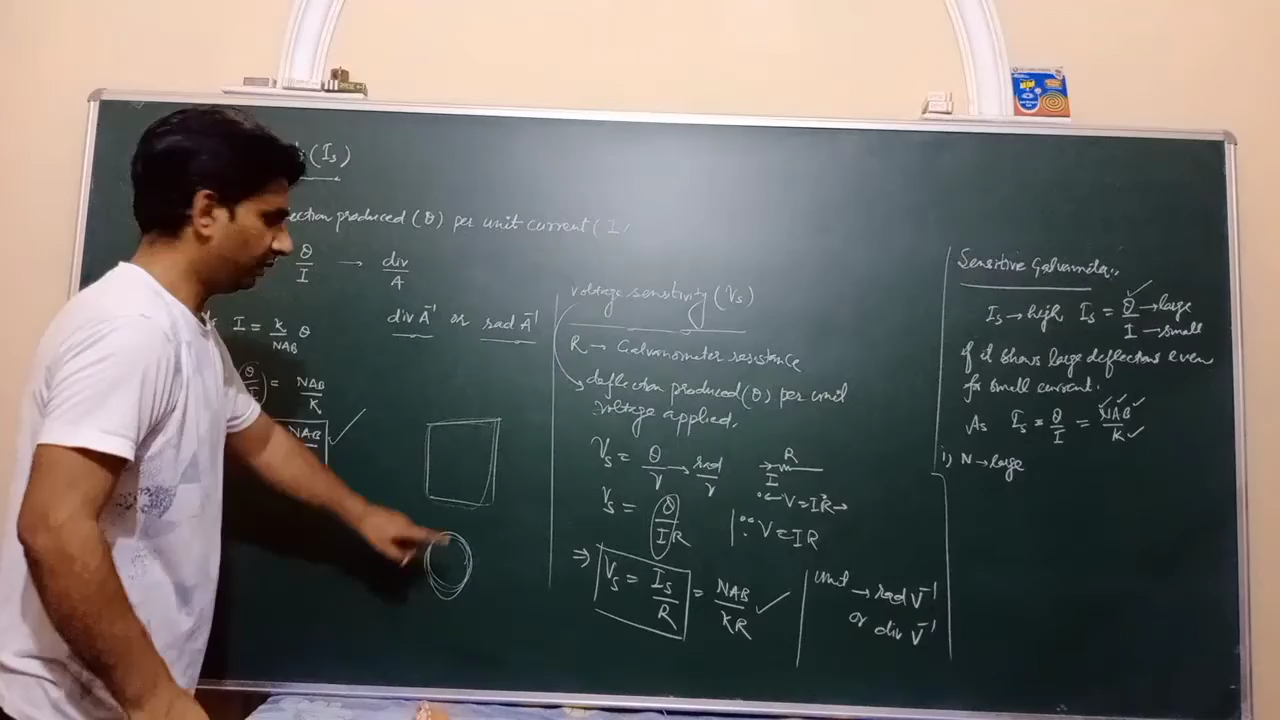 (Is)
ection produced (θ) per unit current (I
θ/I → div/A
I = k/NAB θ
div A⁻¹ or rad A⁻¹
θ/I) = NAB/k
NAB
voltage sensitivity (Vs)
R → Galvanometer resistance
→ deflection produced (θ) per unit
voltage applied.
Vs = θ/V → rad/V
R
I
∵ V = IR →
Vs = θ/IR
∵ V = IR
⇒ Vs = Is/R = NAB/kR ✓
Unit → rad V⁻¹
or div V⁻¹
Sensitive Galvanometer:
Is → high Is = θ → large
I → small
if it shows large deflections even
for small current.
As Is = θ/I = NAB/k
i) N → large